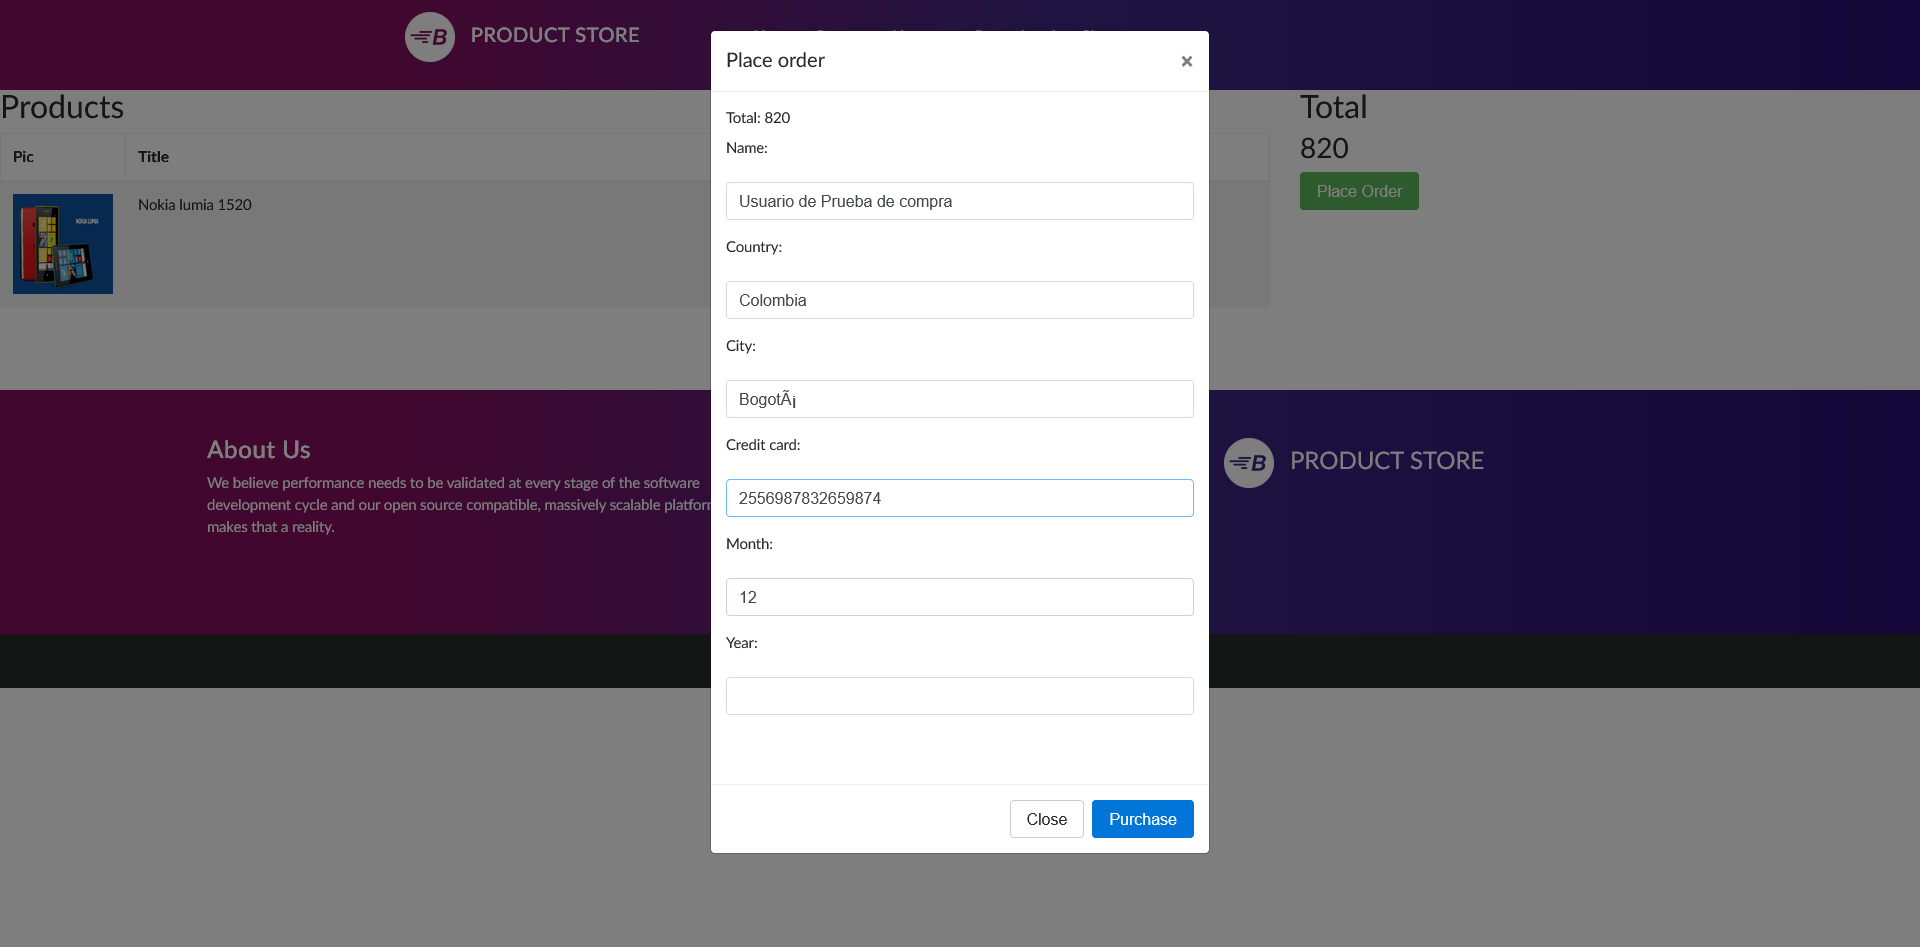 PRODUCT STORE
Place order
×
Total: 820
Name:
Usuario de Prueba de compra
Country:
Colombia
City:
BogotÃ¡
Credit card:
2556987832659874
Month:
12
Year:
Close
Purchase
Products
Pic
Title
Nokia lumia 1520
NOKIA LUMIA
Total
820
Place Order
About Us
We believe performance needs to be validated at every stage of the software
development cycle and our open source compatible, massively scalable platfor
makes that a reality.
B PRODUCT STORE